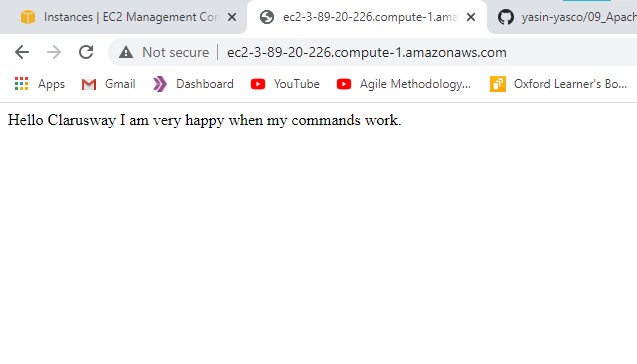 Instances | EC2 Management Con
ec2-3-89-20-226.compute-1.ama
yasin-yasco/09_Apach
Not secure | ec2-3-89-20-226.compute-1.amazonaws.com
Apps Gmail Dashboard YouTube Agile Methodology... Oxford Learner's Bo...
Hello Clarusway I am very happy when my commands work.